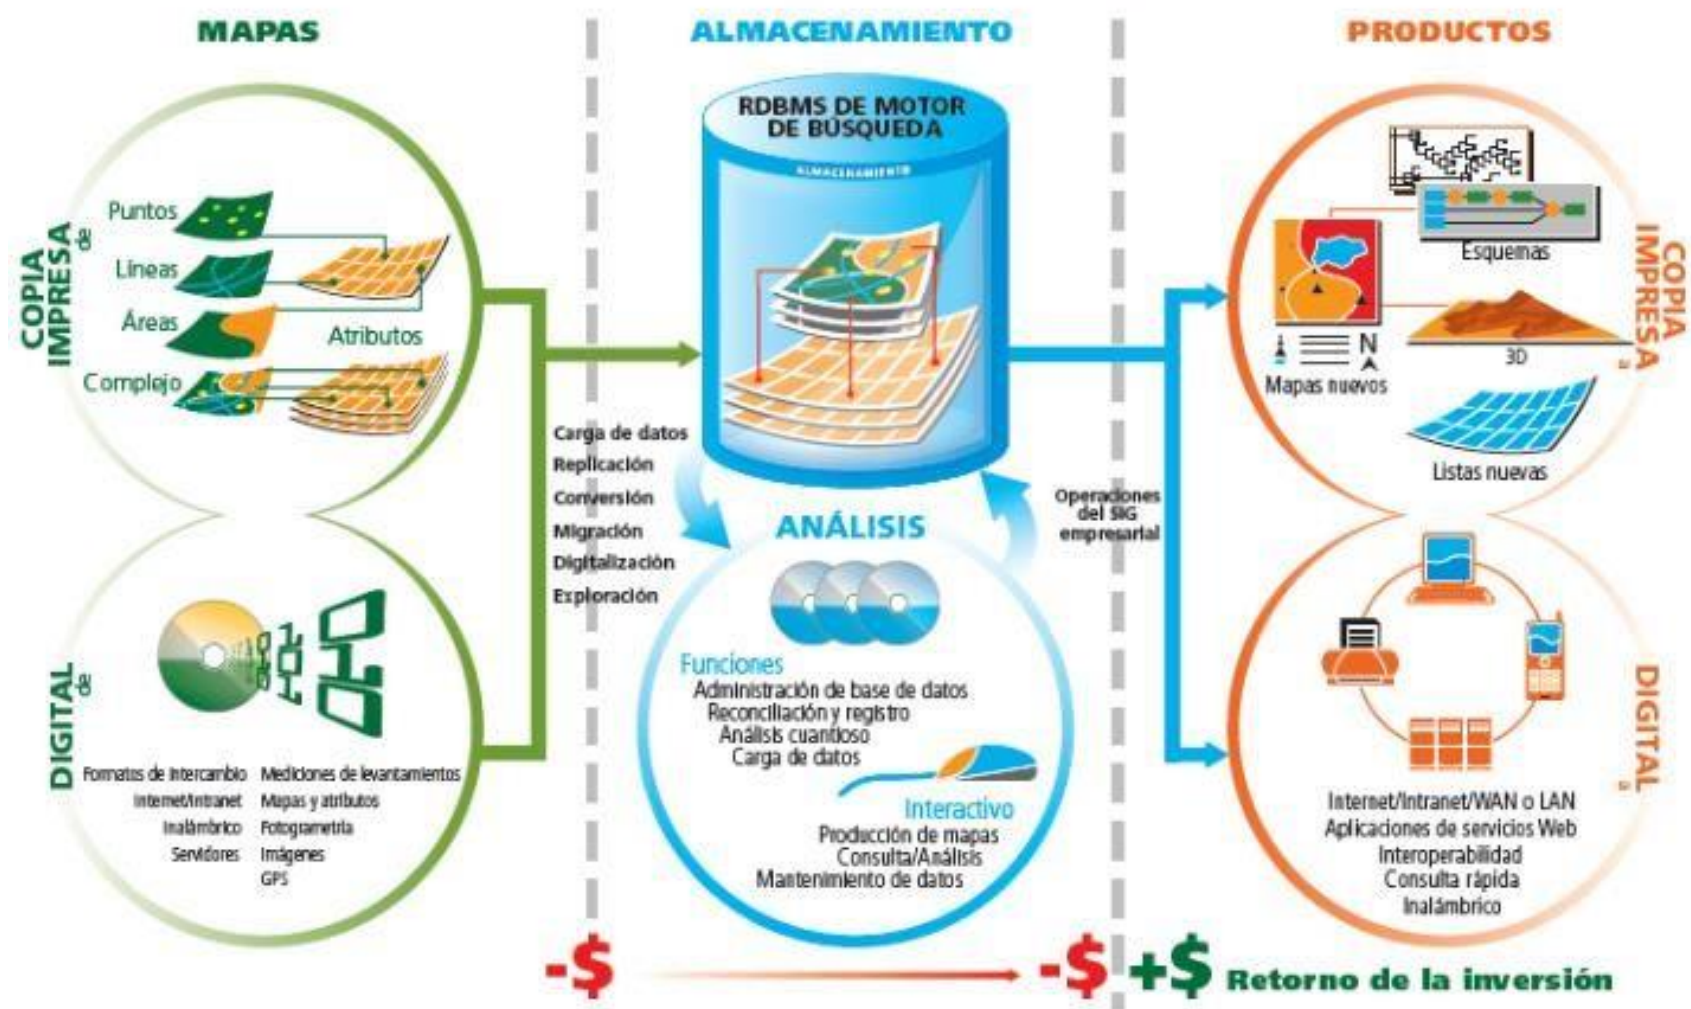 MAPAS
COPIA
IMPRESA
de
Puntos
Líneas
Áreas
Complejo
Atributos
DIGITAL
de
Formatos de intercambio
Internet/Intranet
Inalámbrico
Servidores
Mediciones de levantamientos
Mapas y atributos
Fotogrametría
Imágenes
GPS
Carga de datos
Replicación
Conversión
Migración
Digitalización
Exploración
ALMACENAMIENTO
RDBMS DE MOTOR
DE BÚSQUEDA
ALMACENAMIENTO
ANÁLISIS
Funciones
Administración de base de datos
Reconciliación y registro
Análisis cuantioso
Carga de datos
Interactivo
Producción de mapas
Consulta/Análisis
Mantenimiento de datos
Operaciones
del SIG
empresarial
PRODUCTOS
COPIA
IMPRESA
a
Esquemas
N
Mapas nuevos
3D
Listas nuevas
DIGITAL
a
Internet/Intranet/WAN o LAN
Aplicaciones de servicios Web
Interoperabilidad
Consulta rápida
Inalámbrico
-$
-$
+$ Retorno de la inversión